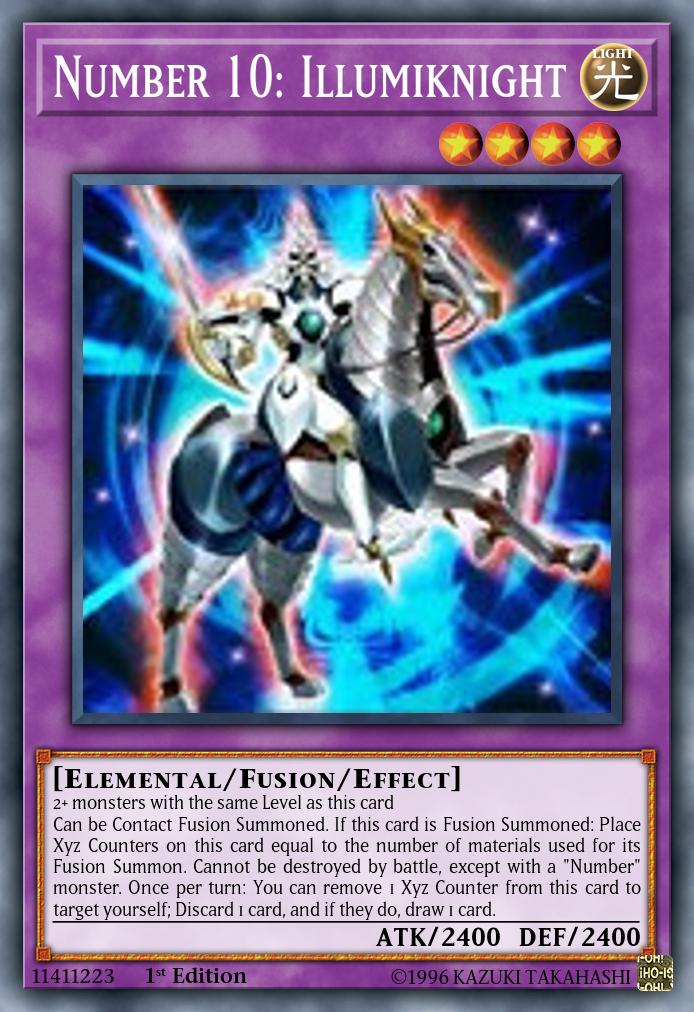 Number 10: Illumiknight
LIGHT
光
[Elemental/Fusion/Effect]
2+ monsters with the same Level as this card
Can be Contact Fusion Summoned. If this card is Fusion Summoned: Place
Xyz Counters on this card equal to the number of materials used for its
Fusion Summon. Cannot be destroyed by battle, except with a "Number"
monster. Once per turn: You can remove 1 Xyz Counter from this card to
target yourself; Discard 1 card, and if they do, draw 1 card.
ATK/2400 DEF/2400
11411223 1st Edition ©1996 KAZUKI TAKAHASHI